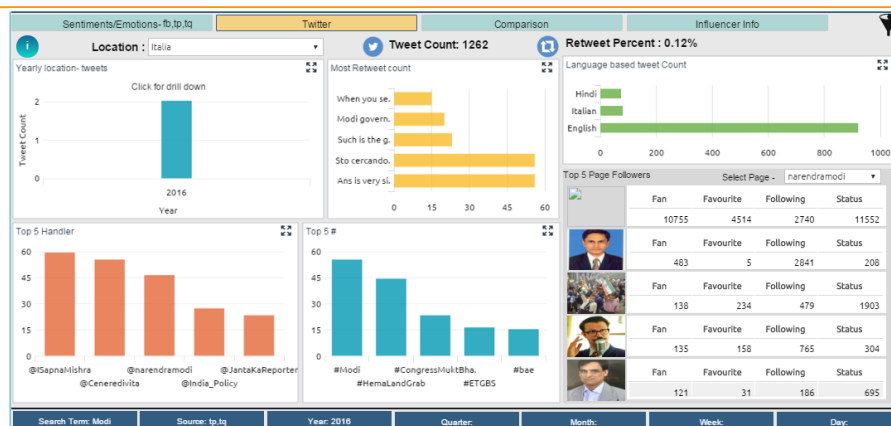 Sentiments/Emotions- fb,tp,tq
Twitter
Comparison
Influencer Info
i
Location : Italia
Tweet Count: 1262
Retweet Percent : 0.12%
Yearly location- tweets
Click for drill down
2
1
0
Tweet Count
2016
Year
Most Retweet count
When you se.
Modi govern.
Such is the g.
Sto cercando.
Ans is very si.
0 15 30 45 60
Language based tweet Count
Hindi
Italian
English
0 200 400 600 800 1000
Top 5 Handler
60
45
30
15
0
@ISapnaMishra @narendramodi @JantaKaReporter
@Ceneredivita @India_Policy
Top 5 #
60
45
30
15
0
#Modi #CongressMuktBha. #bae
#HemaLandGrab #ETGBS
Top 5 Page Followers
Select Page - narendramodi
Fan Favourite Following Status
10755 4514 2740 11552
Fan Favourite Following Status
483 5 2841 208
Fan Favourite Following Status
138 234 479 1903
Fan Favourite Following Status
135 158 765 304
Fan Favourite Following Status
121 31 186 695
Search Term: Modi
Source: tp,tq
Year: 2016
Quarter:
Month:
Week:
Day: